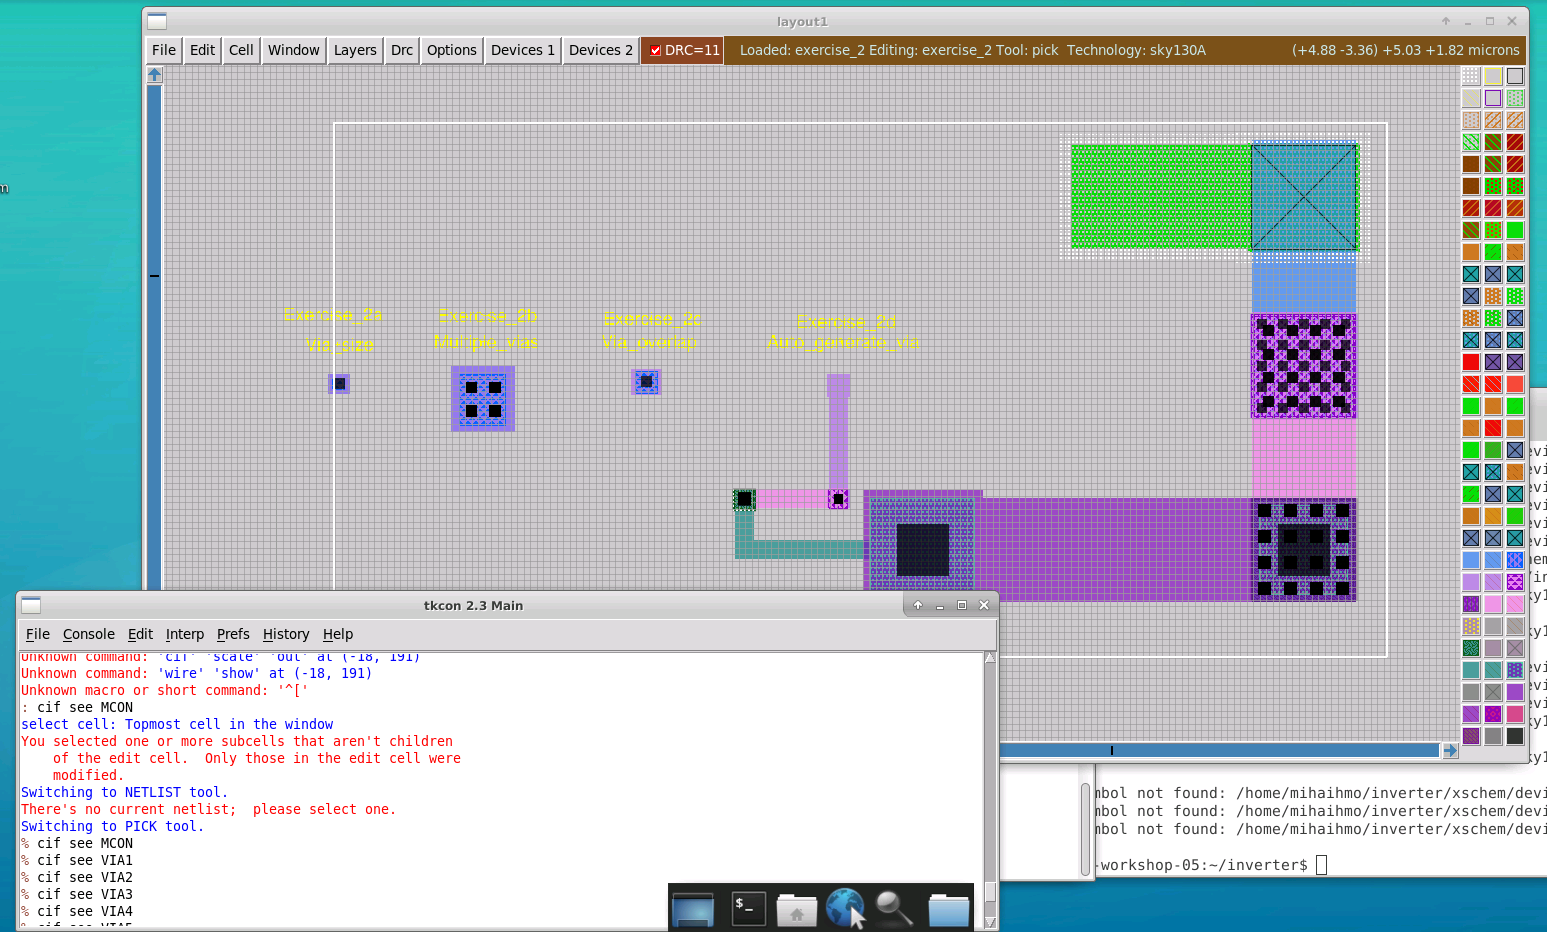 layout1
File Edit Cell Window Layers Drc Options Devices 1 Devices 2 DRC=11 Loaded: exercise_2 Editing: exercise_2 Tool: pick Technology: sky130A (+4.88 -3.36) +5.03 +1.82 microns
m
Exercise_2a Exercise_2b Exercise_2c Exercise_2d
Via-size Multiple_vias Via_overlap Auto_generate_via
tkcon 2.3 Main
File Console Edit Interp Prefs History Help
Unknown command: 'cif' 'scale' 'out' at (-18, 191)
Unknown command: 'wire' 'show' at (-18, 191)
Unknown macro or short command: '^['
: cif see MCON
select cell: Topmost cell in the window
You selected one or more subcells that aren't children
of the edit cell. Only those in the edit cell were
modified.
Switching to NETLIST tool.
There's no current netlist; please select one.
Switching to PICK tool.
% cif see MCON
% cif see VIA1
% cif see VIA2
% cif see VIA3
% cif see VIA4
mbol not found: /home/mihaihmo/inverter/xschem/devi
mbol not found: /home/mihaihmo/inverter/xschem/devi
mbol not found: /home/mihaihmo/inverter/xschem/devi
-workshop-05:~/inverter$
$_